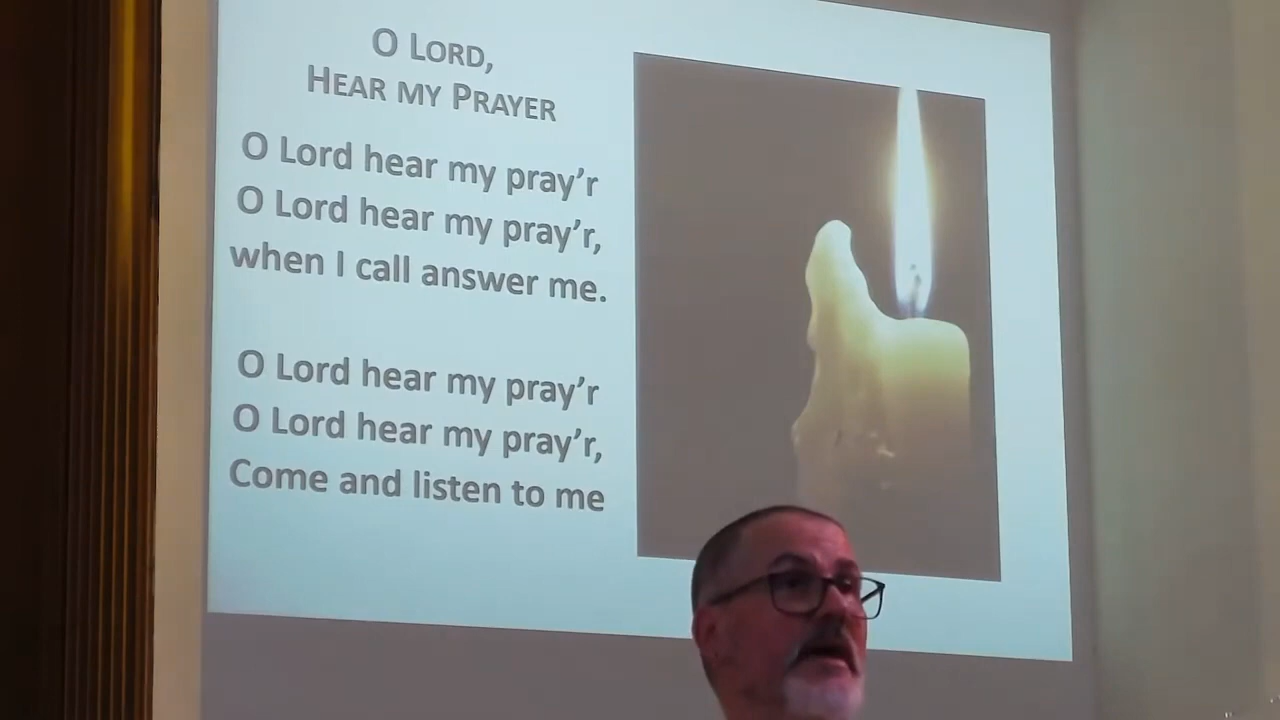 O LORD,
HEAR MY PRAYER
O Lord hear my pray’r
O Lord hear my pray’r,
when I call answer me.
O Lord hear my pray’r
O Lord hear my pray’r,
Come and listen to me